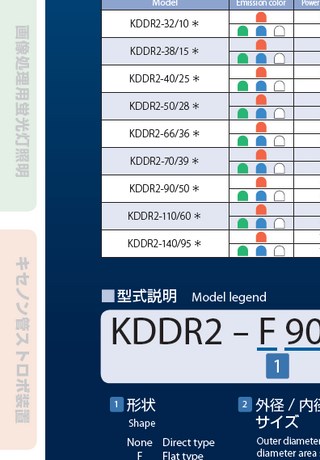 Model Emission color Power
KDDR2-32/10＊
KDDR2-38/15＊
KDDR2-40/25＊
KDDR2-50/28＊
KDDR2-66/36＊
KDDR2-70/39＊
KDDR2-90/50＊
KDDR2-110/60＊
KDDR2-140/95＊
画像処理用蛍光灯照明
キセノン管ストロボ装置
型式説明 Model legend
KDDR2 – F 90
1
1 形状
Shape
None Direct type
F Flat type
2 外径 / 内径
サイズ
Outer diameter
diameter area